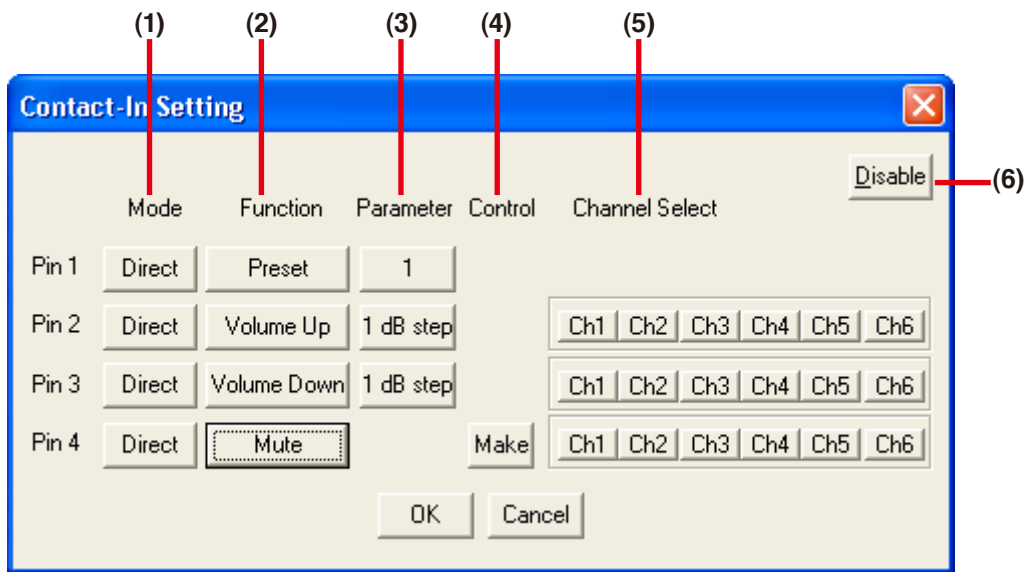 (1) (2) (3) (4) (5)
Contact-In Setting
Disable (6)
Mode Function Parameter Control Channel Select
Pin 1 Direct Preset 1
Pin 2 Direct Volume Up 1 dB step Ch1 Ch2 Ch3 Ch4 Ch5 Ch6
Pin 3 Direct Volume Down 1 dB step Ch1 Ch2 Ch3 Ch4 Ch5 Ch6
Pin 4 Direct Mute Make Ch1 Ch2 Ch3 Ch4 Ch5 Ch6
OK Cancel